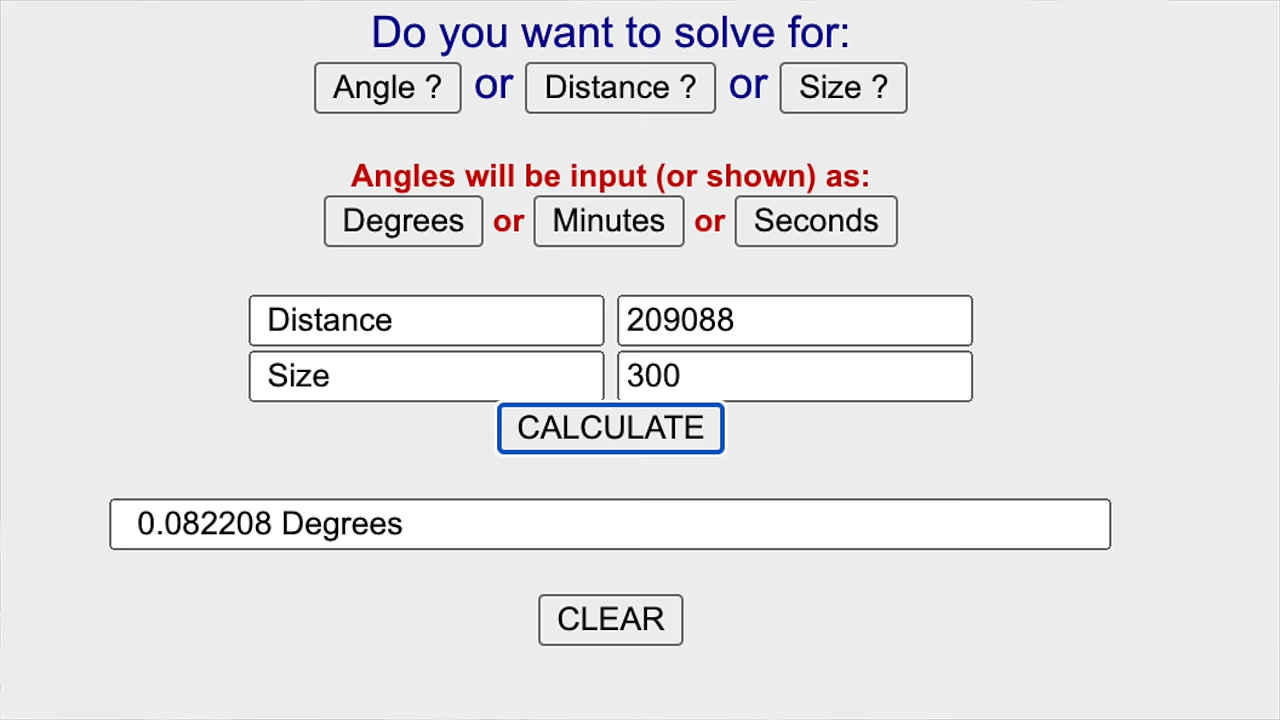 Do you want to solve for:
Angle ? or Distance ? or Size ?
Angles will be input (or shown) as:
Degrees or Minutes or Seconds
Distance 209088
Size 300
CALCULATE
0.082208 Degrees
CLEAR